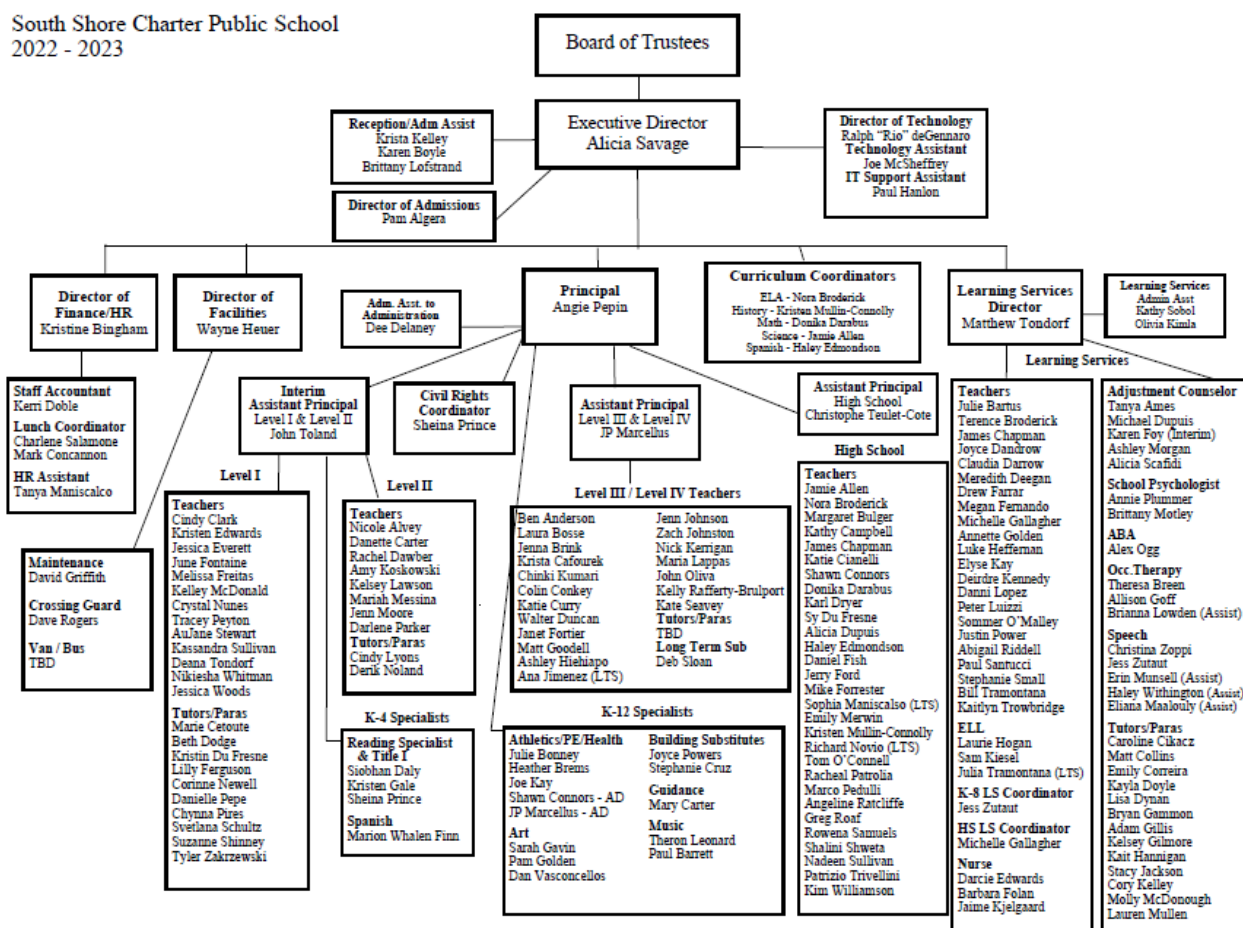 South Shore Charter Public School
2022 - 2023
Board of Trustees
Executive Director
Alicia Savage
Reception/Adm Assist
Krista Kelley
Karen Boyle
Brittany Lofstrand
Director of Technology
Ralph “Rio” deGennaro
Technology Assistant
Joe McSheffrey
IT Support Assistant
Paul Hanlon
Director of Admissions
Pam Algera
Director of
Finance/HR
Kristine Bingham
Director of
Facilities
Wayne Heuer
Adm. Asst. to
Administration
Dee Delaney
Principal
Angie Pepin
Curriculum Coordinators
ELA - Nora Broderick
History - Kristen Mullin-Connolly
Math - Donika Darabus
Science - Jamie Allen
Spanish - Haley Edmondson
Learning Services
Director
Matthew Tondorf
Learning Services
Admin Asst
Kathy Sobol
Olivia Kimla
Staff Accountant
Kerri Doble
Lunch Coordinator
Charlene Salamone
Mark Concannon
HR Assistant
Tanya Maniscalco
Maintenance
David Griffith
Crossing Guard
Dave Rogers
Van / Bus
TBD
Interim
Assistant Principal
Level I & Level II
John Toland
Civil Rights
Coordinator
Sheina Prince
Assistant Principal
Level III & Level IV
JP Marcellus
Assistant Principal
High School
Christophe Teulet-Cote
Level I
Teachers
Cindy Clark
Kristen Edwards
Jessica Everett
June Fontaine
Melissa Freitas
Kelley McDonald
Crystal Nunes
Tracey Peyton
AuJane Stewart
Kassandra Sullivan
Deana Tondorf
Nikiesha Whitman
Jessica Woods
Tutors/Paras
Marie Cetoute
Beth Dodge
Kristin Du Fresne
Lilly Ferguson
Corinne Newell
Danielle Pepe
Chynna Pires
Svetlana Schultz
Suzanne Shinney
Tyler Zakrzewski
Level II
Teachers
Nicole Alvey
Danette Carter
Rachel Dawber
Amy Koskowski
Kelsey Lawson
Mariah Messina
Jenn Moore
Darlene Parker
Tutors/Paras
Cindy Lyons
Derik Noland
K-4 Specialists
Reading Specialist
& Title I
Siobhan Daly
Kristen Gale
Sheina Prince
Spanish
Marion Whalen Finn
Level III / Level IV Teachers
Ben Anderson
Laura Bosse
Jenna Brink
Krista Cafourek
Chinki Kumari
Colin Conkey
Katie Curry
Walter Duncan
Janet Fortier
Matt Goodell
Ashley Hiehiapo
Ana Jimenez (LTS)
Jenn Johnson
Zach Johnston
Nick Kerrigan
Maria Lappas
John Oliva
Kelly Rafferty-Brulport
Kate Seavey
Tutors/Paras
TBD
Long Term Sub
Deb Sloan
K-12 Specialists
Athletics/PE/Health
Julie Bonney
Heather Brems
Joe Kay
Shawn Connors - AD
JP Marcellus - AD
Art
Sarah Gavin
Pam Golden
Dan Vasconcellos
Building Substitutes
Joyce Powers
Stephanie Cruz
Guidance
Mary Carter
Music
Theron Leonard
Paul Barrett
High School
Teachers
Jamie Allen
Nora Broderick
Margaret Bulger
Kathy Campbell
James Chapman
Katie Cianelli
Shawn Connors
Donika Darabus
Karl Dryer
Sy Du Fresne
Alicia Dupuis
Haley Edmondson
Daniel Fish
Jerry Ford
Mike Forrester
Sophia Maniscalso (LTS)
Emily Merwin
Kristen Mullin-Connolly
Richard Novio (LTS)
Tom O’Connell
Racheal Patrolia
Marco Pedulli
Angeline Ratcliffe
Greg Roaf
Rowena Samuels
Shalini Shweta
Nadeen Sullivan
Patrizio Trivellini
Kim Williamson
Learning Services
Teachers
Julie Bartus
Terence Broderick
James Chapman
Joyce Dandrow
Claudia Darrow
Meredith Deegan
Drew Farrar
Megan Fernando
Michelle Gallagher
Annette Golden
Luke Heffernan
Elyse Kay
Deirdre Kennedy
Danni Lopez
Peter Luizzi
Sommer O’Malley
Justin Power
Abigail Riddell
Paul Santucci
Stephanie Small
Bill Tramontana
Kaitlyn Trowbridge
ELL
Laurie Hogan
Sam Kiesel
Julia Tramontana (LTS)
K-8 LS Coordinator
Jess Zutaut
HS LS Coordinator
Michelle Gallagher
Nurse
Darcie Edwards
Barbara Folan
Jaime Kjelgaard
Adjustment Counselor
Tanya Ames
Michael Dupuis
Karen Foy (Interim)
Ashley Morgan
Alicia Scafidi
School Psychologist
Annie Plummer
Brittany Motley
ABA
Alex Ogg
Occ.Therapy
Theresa Breen
Allison Goff
Brianna Lowden (Assist)
Speech
Christina Zoppi
Jess Zutaut
Erin Munsell (Assist)
Haley Withington (Assist)
Eliana Maalouly (Assist)
Tutors/Paras
Caroline Cikacz
Matt Collins
Emily Correira
Kayla Doyle
Lisa Dynan
Bryan Gammon
Adam Gillis
Kelsey Gilmore
Kait Hannigan
Stacy Jackson
Cory Kelley
Molly McDonough
Lauren Mullen